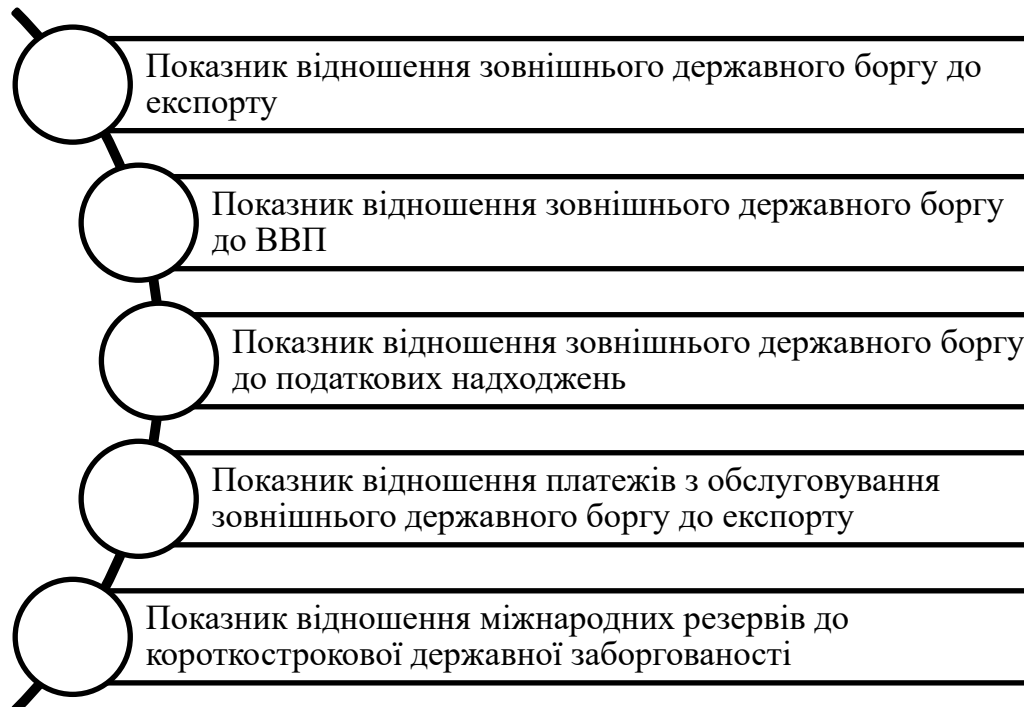 Показник відношення зовнішнього державного боргу до
експорту
Показник відношення зовнішнього державного боргу
до ВВП
Показник відношення зовнішнього державного боргу
до податкових надходжень
Показник відношення платежів з обслуговування
зовнішнього державного боргу до експорту
Показник відношення міжнародних резервів до
короткострокової державної заборгованості